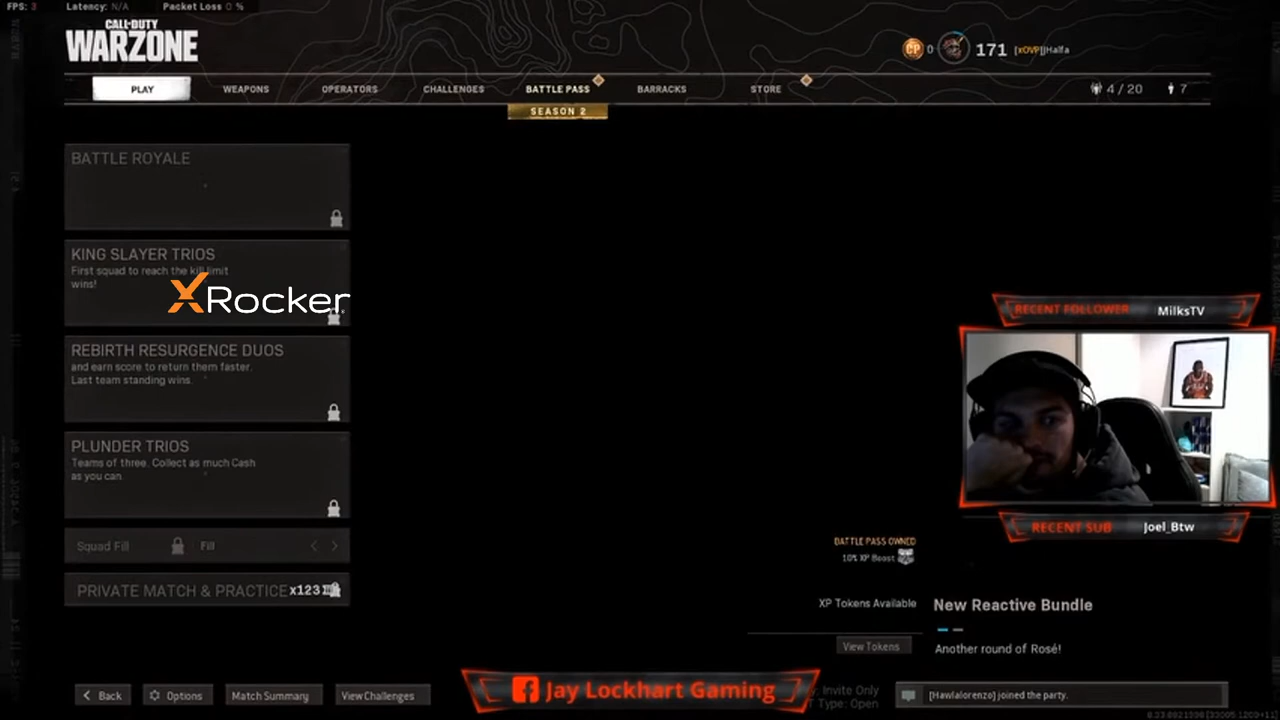 FPS: 3 Latency: N/A Packet Loss 0 %
CALL OF DUTY
WARZONE
CP 0 171 [xOVP]jHalfa
PLAY WEAPONS OPERATORS CHALLENGES BATTLE PASS BARRACKS STORE 4 / 20 7
SEASON 2
BATTLE ROYALE
KING SLAYER TRIOS
First squad to reach the kill limit
wins!
XRocker
REBIRTH RESURGENCE DUOS
and earn score to return them faster.
Last team standing wins.
PLUNDER TRIOS
Teams of three. Collect as much Cash
as you can.
Squad Fill Fill
PRIVATE MATCH & PRACTICE x123
RECENT FOLLOWER MilksTV
RECENT SUB Joel_Btw
BATTLE PASS OWNED
10% XP Boost
XP Tokens Available
View Tokens
New Reactive Bundle
Another round of Rosé!
Back Options Match Summary View Challenges
Jay Lockhart Gaming
Invite Only
Type: Open
[Hawlalorenzo] joined the party.